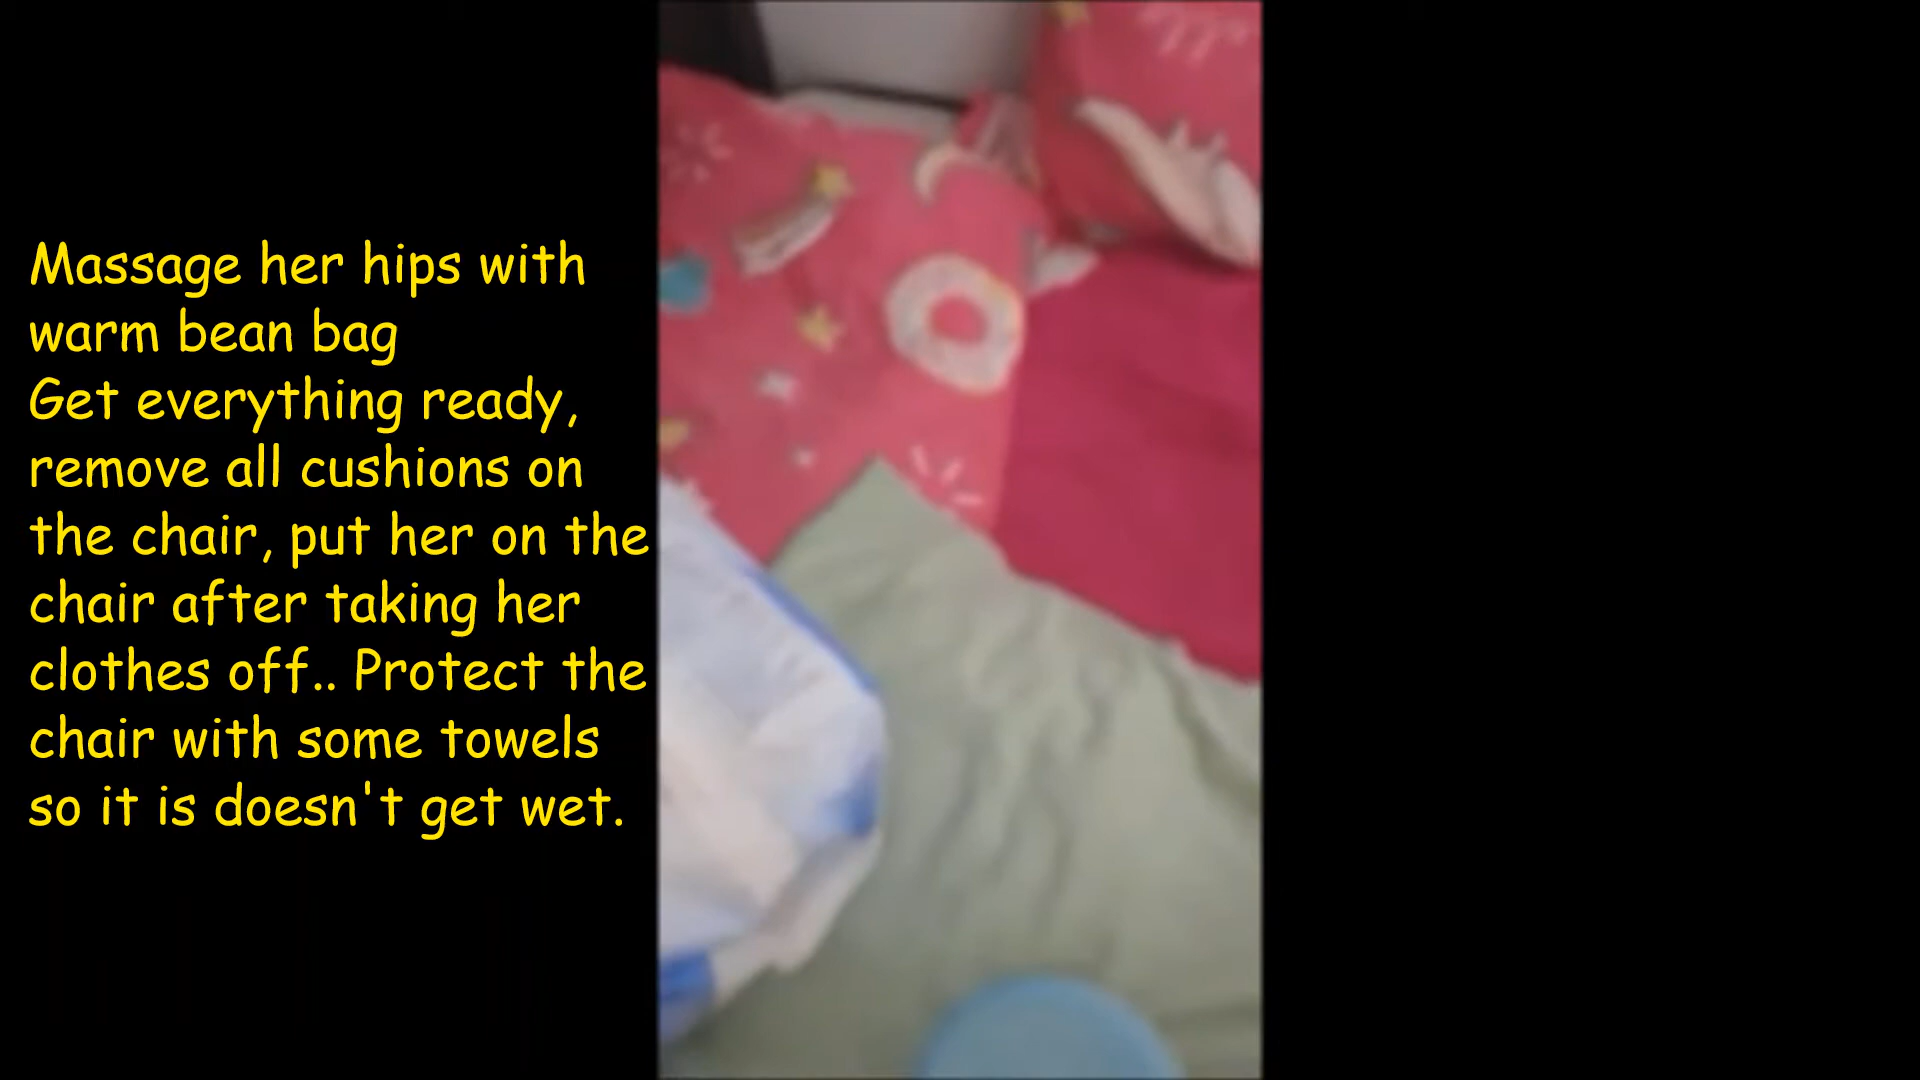 Massage her hips with
warm bean bag
Get everything ready,
remove all cushions on
the chair, put her on the
chair after taking her
clothes off.. Protect the
chair with some towels
so it is doesn't get wet.